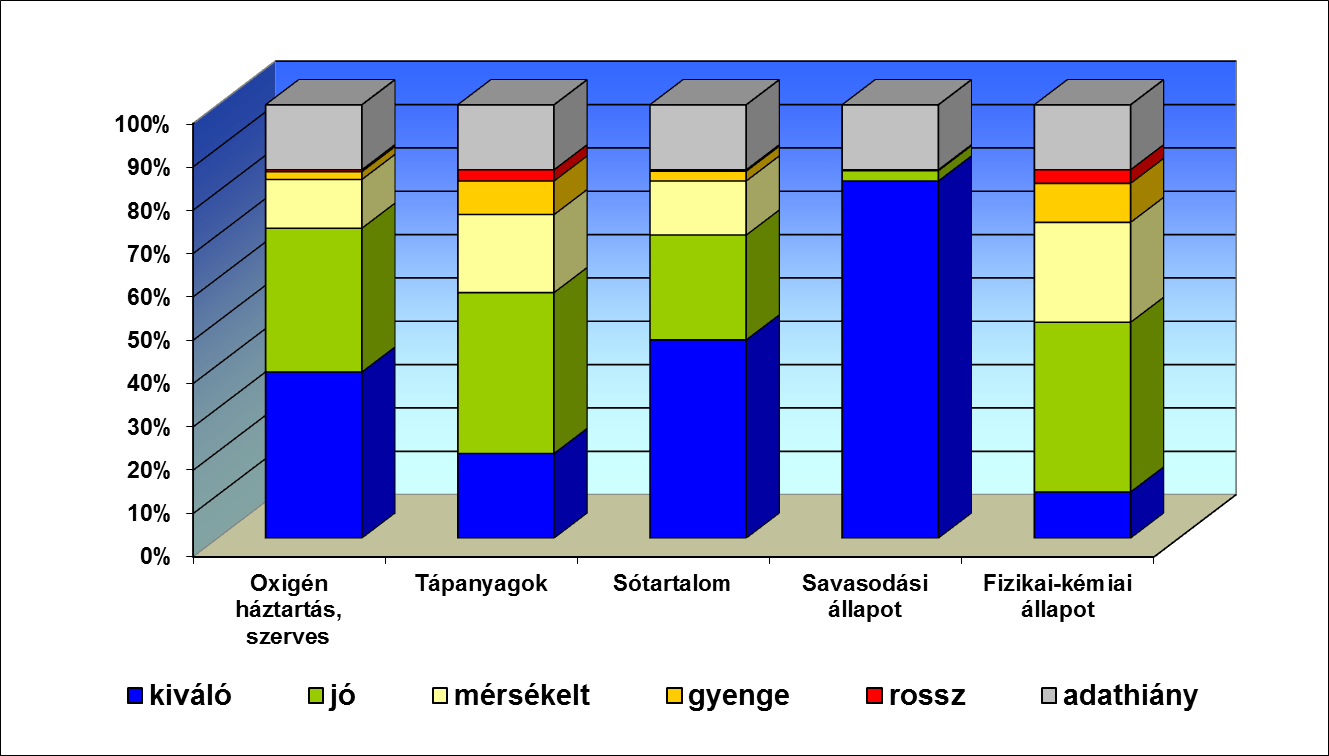 100%
90%
80%
70%
60%
50%
40%
30%
20%
10%
0%
Oxigén
háztartás,
szerves
Tápanyagok
Sótartalom
Savasodási
állapot
Fizikai-kémiai
állapot
kiváló
jó
mérsékelt
gyenge
rossz
adathiány